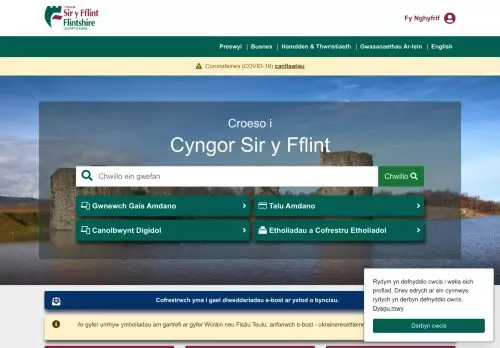 CYNGOR
Sir y Fflint
Flintshire
COUNTY COUNCIL
Fy Nghyfrif
Preswyl | Busnes | Hamdden & Thwristiaeth | Gwasanaethau Ar-lein | English
Coronafeirws (COVID-19) canllawiau
Croeso i
Cyngor Sir y Fflint
Chwilio ein gwefan
Chwilio
Gwnewch Gais Amdano
Talu Amdano
Canolbwynt Digidol
Etholiadau a Cofrestru Etholiadol
Rydym yn defnyddio cwcis i wella eich
profiad. Drwy edrych ar ein cynnwys
rydych yn derbyn defnyddio cwcis.
Dysgu mwy
Derbyn cwcis
Cofrestrwch yma i gael diweddariadau e-bost ar ystod o bynciau.
Ar gyfer unrhyw ymholiadau am gartrefi ar gyfer Wcráin neu Fisâu Teulu, anfonwch e-bost - ukraineresettleme